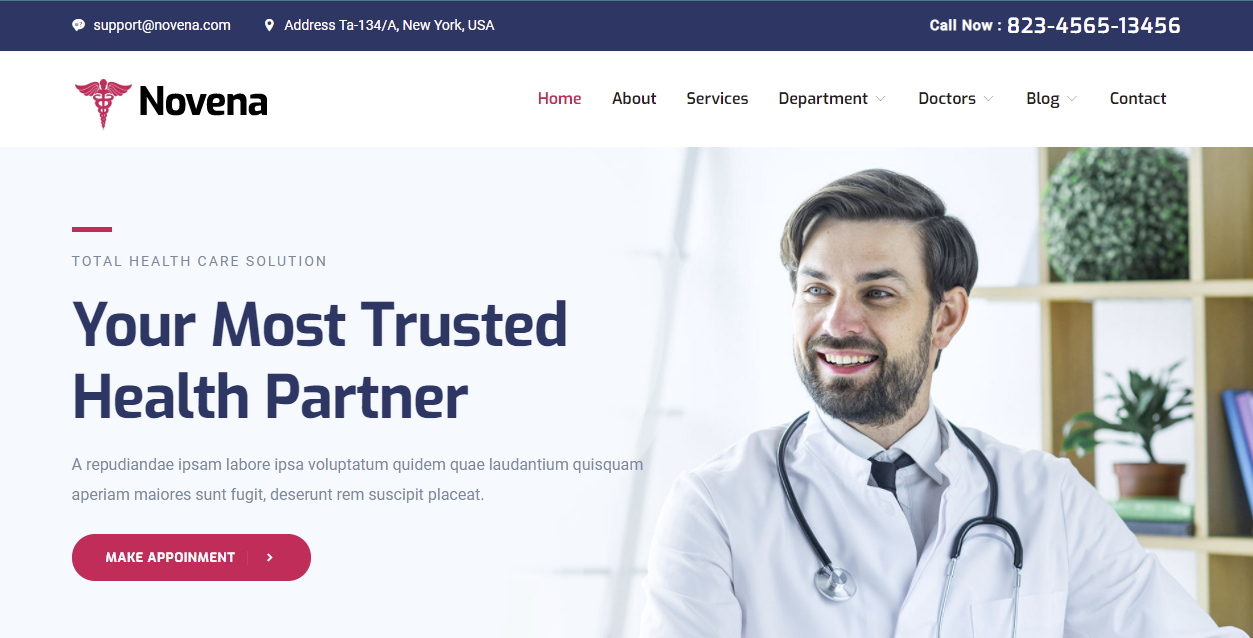 support@novena.com Address Ta-134/A, New York, USA Call Now : 823-4565-13456
Novena Home About Services Department Doctors Blog Contact
TOTAL HEALTH CARE SOLUTION
Your Most Trusted
Health Partner
A repudiandae ipsam labore ipsa voluptatum quidem quae laudantium quisquam
aperiam maiores sunt fugit, deserunt rem suscipit placeat.
MAKE APPOINMENT